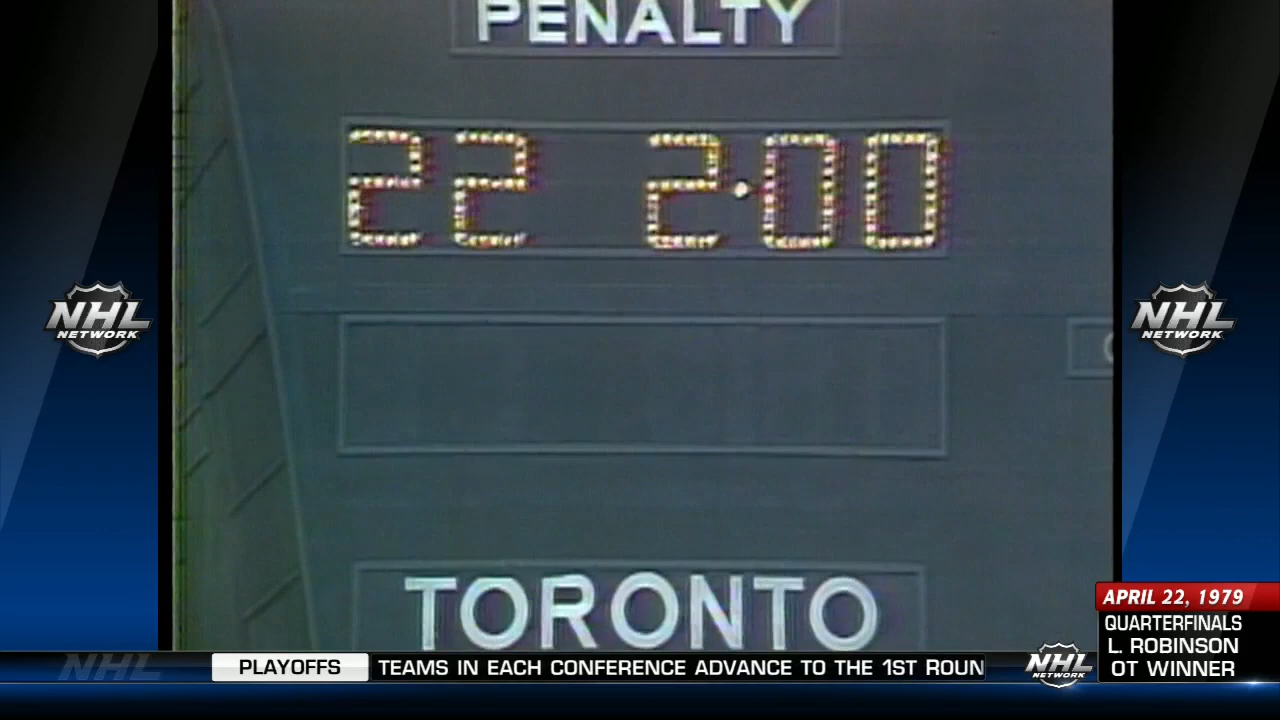 PENALTY
22 2:00
NHL
NETWORK
NHL
NETWORK
TORONTO
APRIL 22, 1979
QUARTERFINALS
L. ROBINSON
OT WINNER
NHL
PLAYOFFS
TEAMS IN EACH CONFERENCE ADVANCE TO THE 1ST ROUN
NHL
NETWORK